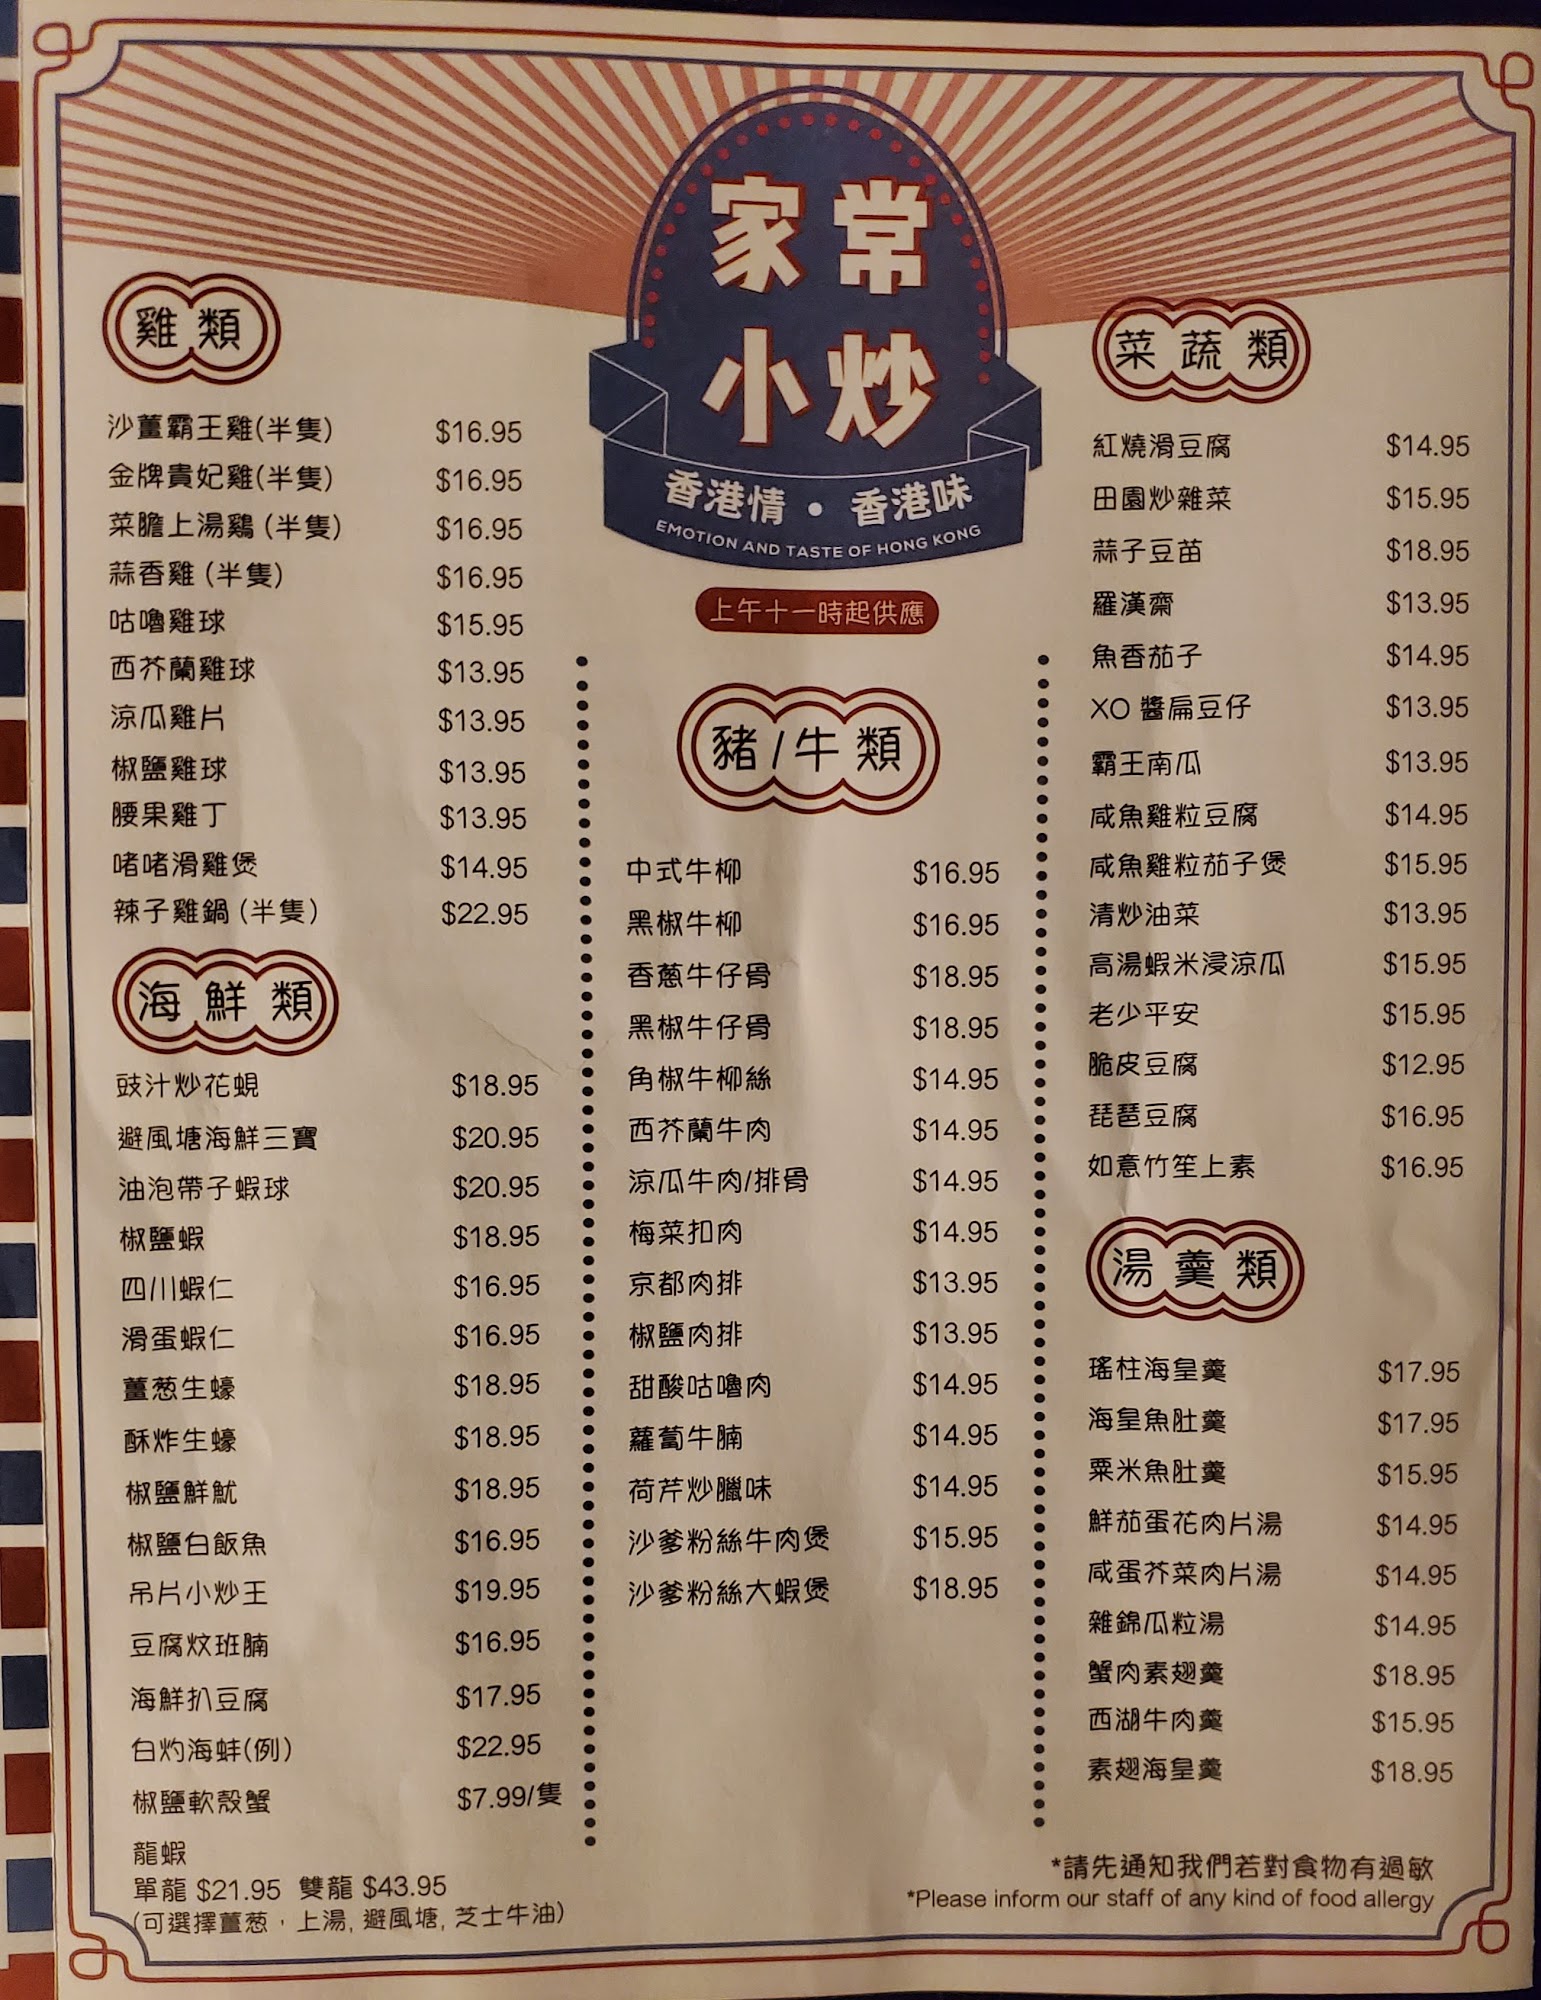 家常
小炒
香港情・香港味
EMOTION AND TASTE OF HONG KONG
上午十一時起供應
雞類
沙薑霸王雞(半隻) $16.95
金牌貴妃雞(半隻) $16.95
菜膽上湯鷄 (半隻) $16.95
蒜香雞 (半隻) $16.95
咕嚕雞球 $15.95
西芥蘭雞球 $13.95
涼瓜雞片 $13.95
椒鹽雞球 $13.95
腰果雞丁 $13.95
啫啫滑雞煲 $14.95
辣子雞鍋 (半隻) $22.95
海鮮類
豉汁炒花蜆 $18.95
避風塘海鮮三寶 $20.95
油泡帶子蝦球 $20.95
椒鹽蝦 $18.95
四川蝦仁 $16.95
滑蛋蝦仁 $16.95
薑葱生蠔 $18.95
酥炸生蠔 $18.95
椒鹽鮮魷 $18.95
椒鹽白飯魚 $16.95
吊片小炒王 $19.95
豆腐炆班腩 $16.95
海鮮扒豆腐 $17.95
白灼海蚌(例) $22.95
椒鹽軟殼蟹 $7.99/隻
龍蝦
單龍 $21.95 雙龍 $43.95
(可選擇薑葱，上湯, 避風塘, 芝士牛油)
豬/牛類
中式牛柳 $16.95
黑椒牛柳 $16.95
香蔥牛仔骨 $18.95
黑椒牛仔骨 $18.95
角椒牛柳絲 $14.95
西芥蘭牛肉 $14.95
涼瓜牛肉/排骨 $14.95
梅菜扣肉 $14.95
京都肉排 $13.95
椒鹽肉排 $13.95
甜酸咕嚕肉 $14.95
蘿蔔牛腩 $14.95
荷芹炒臘味 $14.95
沙爹粉絲牛肉煲 $15.95
沙爹粉絲大蝦煲 $18.95
菜蔬類
紅燒滑豆腐 $14.95
田園炒雜菜 $15.95
蒜子豆苗 $18.95
羅漢齋 $13.95
魚香茄子 $14.95
XO 醬扁豆仔 $13.95
霸王南瓜 $13.95
咸魚雞粒豆腐 $14.95
咸魚雞粒茄子煲 $15.95
清炒油菜 $13.95
高湯蝦米浸涼瓜 $15.95
老少平安 $15.95
脆皮豆腐 $12.95
琵琶豆腐 $16.95
如意竹笙上素 $16.95
湯羹類
瑤柱海皇羹 $17.95
海皇魚肚羹 $17.95
粟米魚肚羹 $15.95
鮮茄蛋花肉片湯 $14.95
咸蛋芥菜肉片湯 $14.95
雜錦瓜粒湯 $14.95
蟹肉素翅羹 $18.95
西湖牛肉羹 $15.95
素翅海皇羹 $18.95
*請先通知我們若對食物有過敏
*Please inform our staff of any kind of food allergy